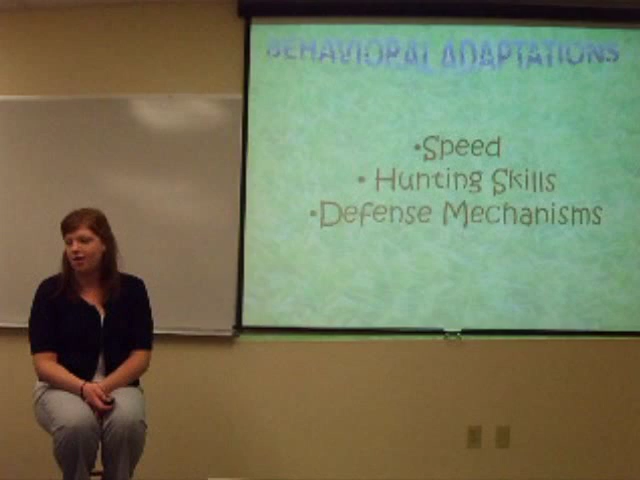 BEHAVIORAL ADAPTATIONS
•Speed
• Hunting Skills
•Defense Mechanisms